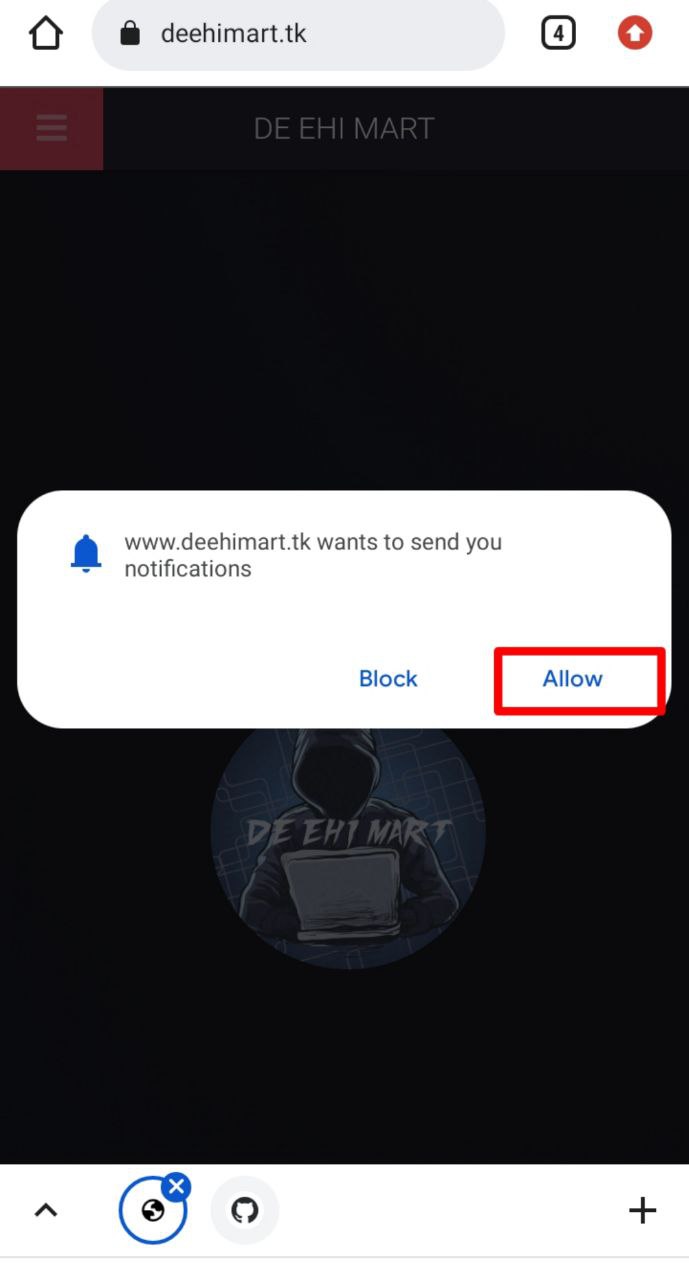 deehimart.tk
4
DE EHI MART
www.deehimart.tk wants to send you
notifications
Block
Allow
DE EHI MART